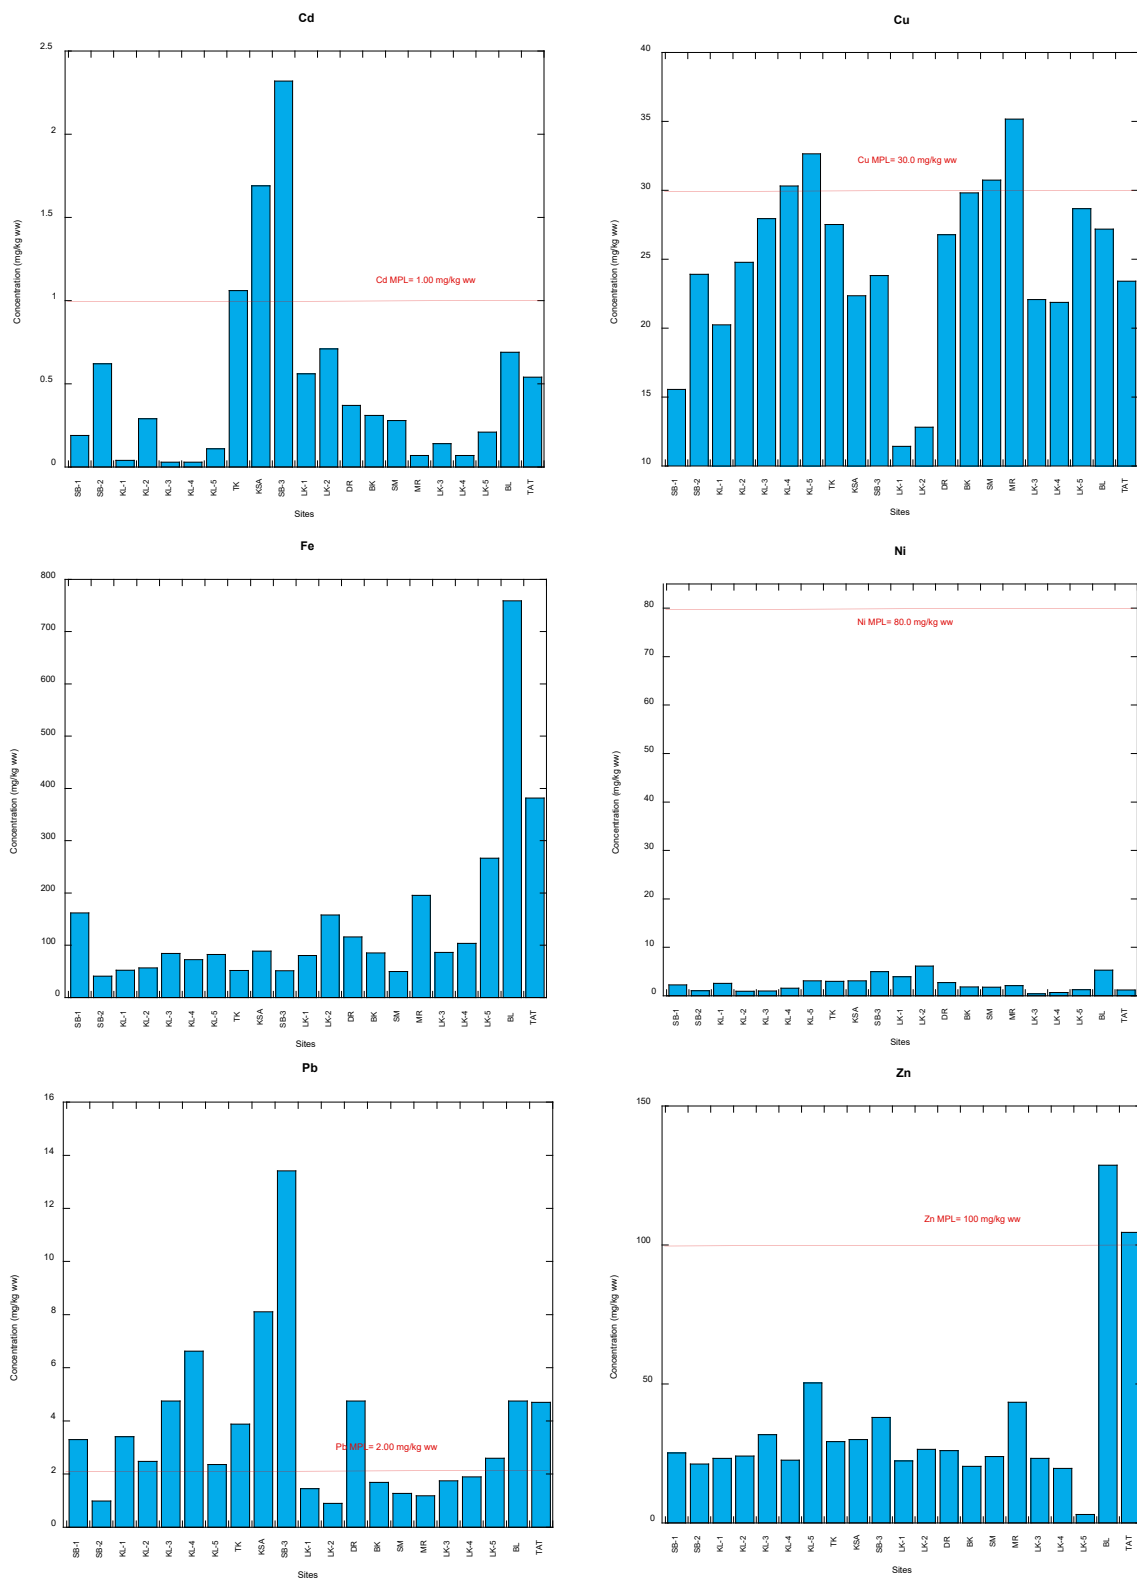 Cd
Concentration (mg/kg ww)
2.5
2
1.5
1
0.5
0
Cd MPL= 1.00 mg/kg ww
SB-1 SB-2 KL-1 KL-2 KL-3 KL-4 KL-5 TK KSA SB-3 LK-1 LK-2 DR BK SM MR LK-3 LK-4 LK-5 BL TAT
Sites
Cu
Concentration (mg/kg ww)
40
35
30
25
20
15
10
Cu MPL= 30.0 mg/kg ww
SB-1 SB-2 KL-1 KL-2 KL-3 KL-4 KL-5 TK KSA SB-3 LK-1 LK-2 DR BK SM MR LK-3 LK-4 LK-5 BL TAT
Sites
Fe
Concentration (mg/kg ww)
800
700
600
500
400
300
200
100
0
SB-1 SB-2 KL-1 KL-2 KL-3 KL-4 KL-5 TK KSA SB-3 LK-1 LK-2 DR BK SM MR LK-3 LK-4 LK-5 BL TAT
Sites
Ni
Concentration (mg/kg ww)
80
70
60
50
40
30
20
10
0
Ni MPL= 80.0 mg/kg ww
SB-1 SB-2 KL-1 KL-2 KL-3 KL-4 KL-5 TK KSA SB-3 LK-1 LK-2 DR BK SM MR LK-3 LK-4 LK-5 BL TAT
Sites
Pb
Concentration (mg/kg ww)
16
14
12
10
8
6
4
2
0
Pb MPL= 2.00 mg/kg ww
SB-1 SB-2 KL-1 KL-2 KL-3 KL-4 KL-5 TK KSA SB-3 LK-1 LK-2 DR BK SM MR LK-3 LK-4 LK-5 BL TAT
Sites
Zn
Concentration (mg/kg ww)
150
100
50
0
Zn MPL= 100 mg/kg ww
SB-1 SB-2 KL-1 KL-2 KL-3 KL-4 KL-5 TK KSA SB-3 LK-1 LK-2 DR BK SM MR LK-3 LK-4 LK-5 BL TAT
Sites